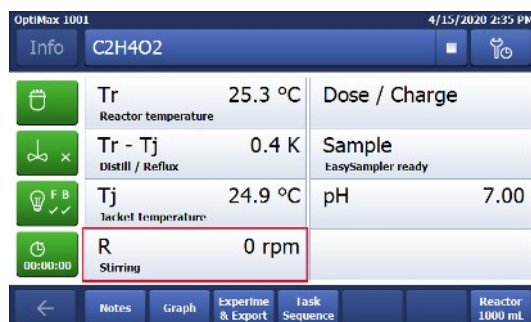 OptiMax 1001 4/15/2020 2:35 PM
Info C2H4O2
Tr 25.3 °C Dose / Charge
Reactor temperature
Tr - Tj 0.4 K Sample
Distill / Reflux EasySampler ready
F B
Tj 24.9 °C pH 7.00
Jacket temperature
R 0 rpm
00:00:00 Stirring
Notes Graph Experime Task Reactor
& Export Sequence 1000 mL